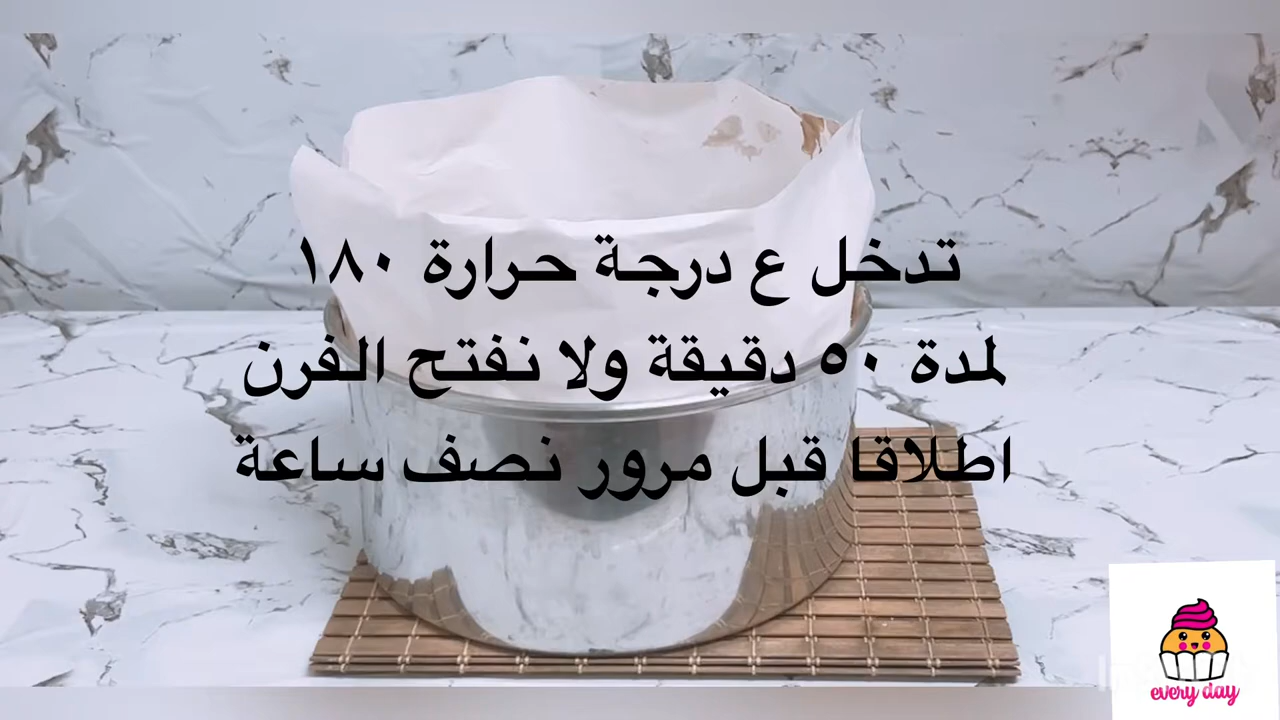 تدخل ع درجة حرارة ١٨٠
لمدة ٥٠ دقيقة ولا نفتح الفرن
اطلاقا قبل مرور نصف ساعة
every day